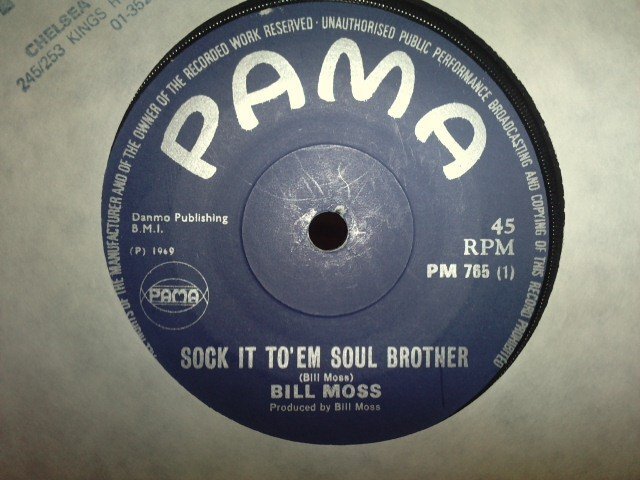 CHELSEA
245/253 KINGS
01-352
OF THE MANUFACTURER AND OF THE OWNER OF THE RECORDED WORK RESERVED · UNAUTHORISED PUBLIC PERFORMANCE BROADCASTING AND COPYING OF THIS RECORD PROHIBITED
PAMA
Danmo Publishing
B.M.I.
(P) 1969
45
RPM
PM 765 (1)
PAMA
SOCK IT TO'EM SOUL BROTHER
(Bill Moss)
BILL MOSS
Produced by Bill Moss